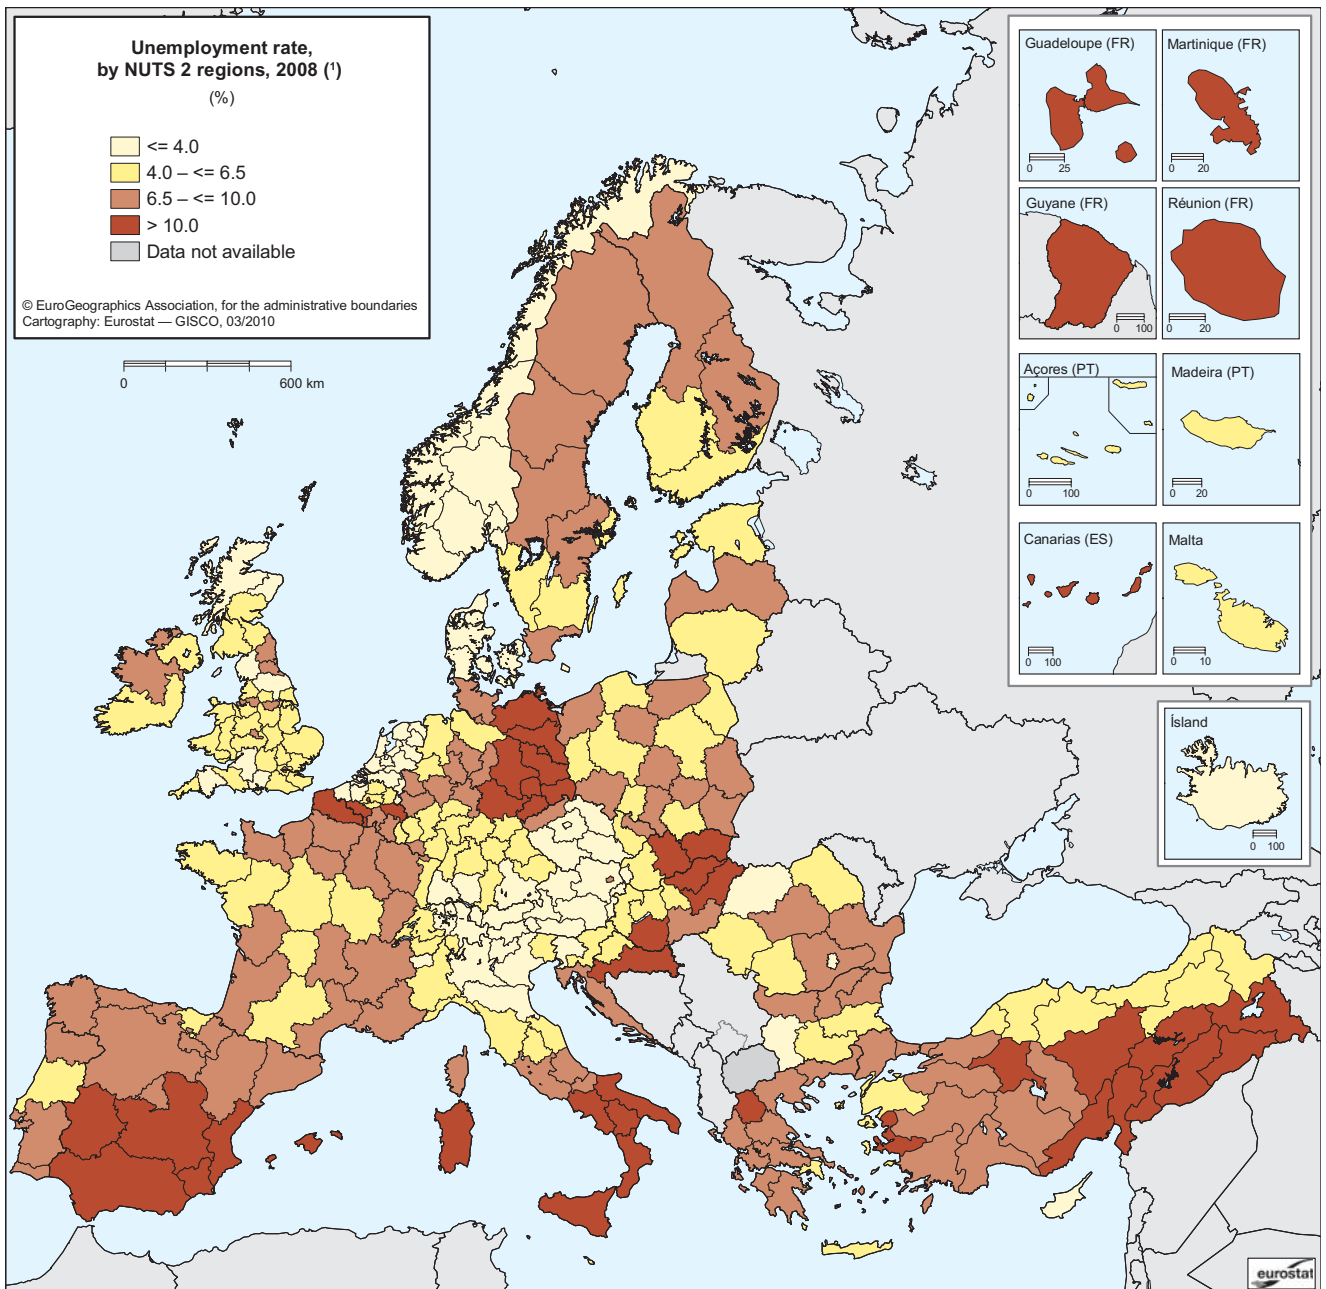 Unemployment rate,
by NUTS 2 regions, 2008 (¹)
(%)
<= 4.0
4.0 – <= 6.5
6.5 – <= 10.0
> 10.0
Data not available
© EuroGeographics Association, for the administrative boundaries
Cartography: Eurostat — GISCO, 03/2010
0 600 km
Guadeloupe (FR)
0 25
Martinique (FR)
0 20
Guyane (FR)
0 100
Réunion (FR)
0 20
Açores (PT)
0 100
Madeira (PT)
0 20
Canarias (ES)
0 100
Malta
0 10
Ísland
0 100
eurostat